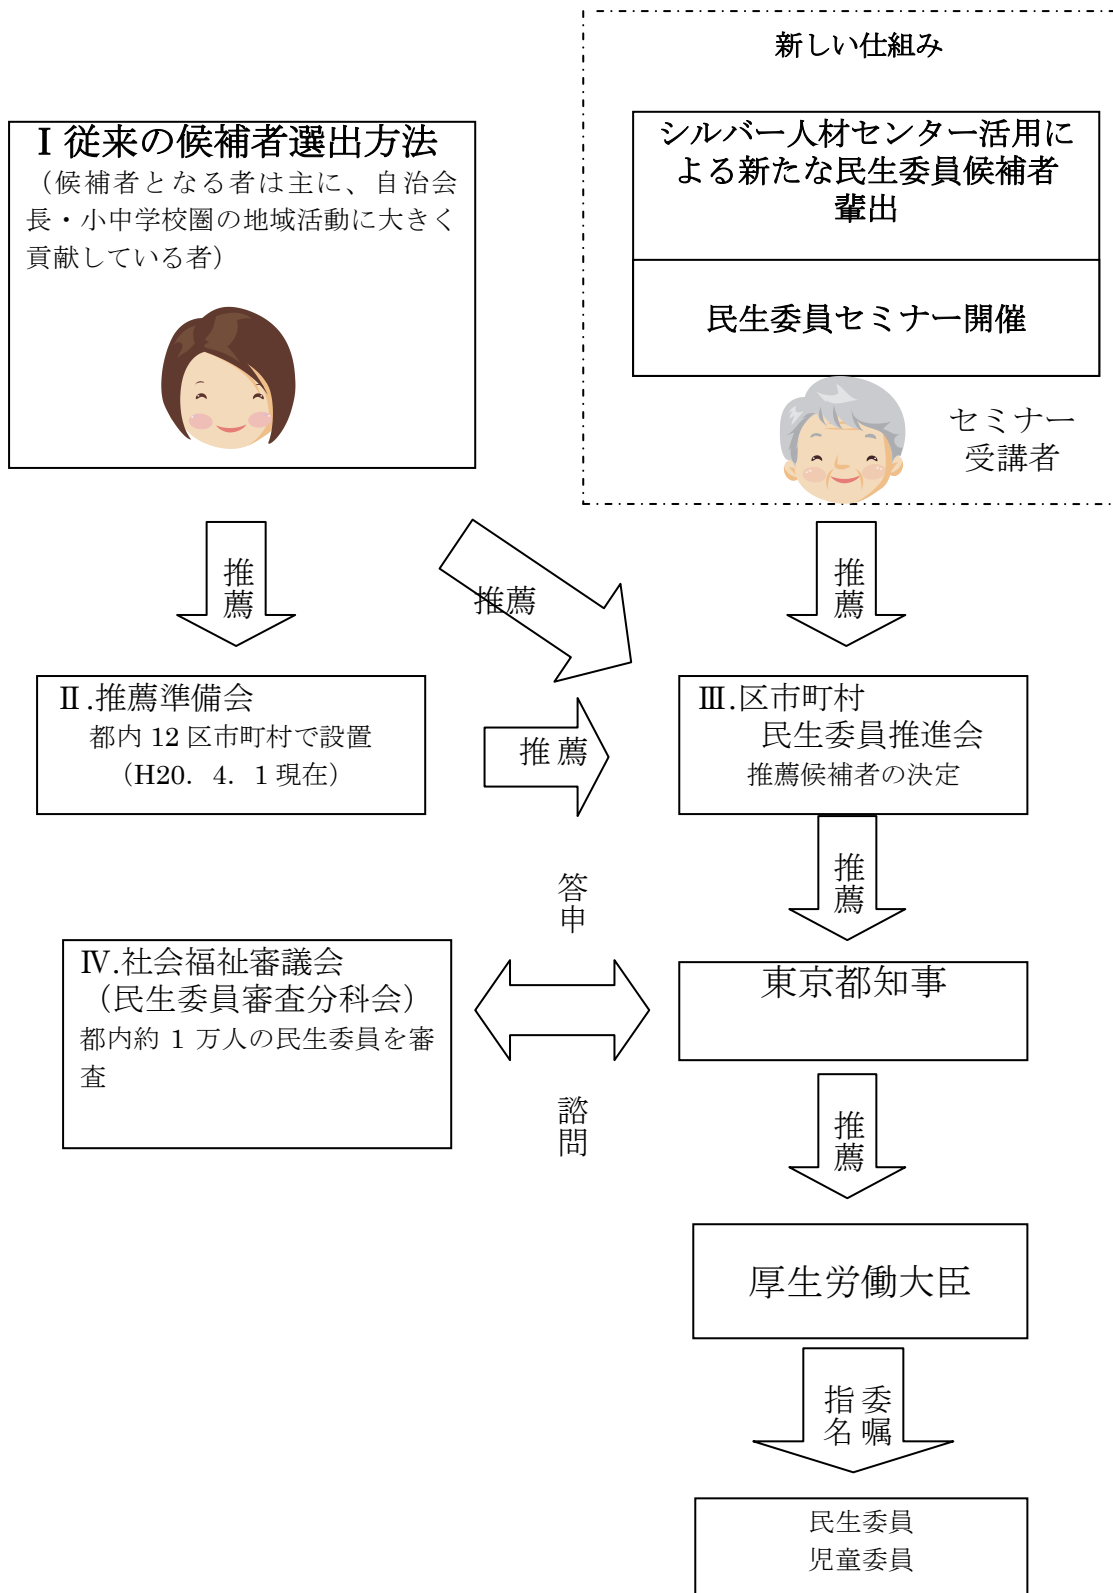 新しい仕組み
Ⅰ従来の候補者選出方法
（候補者となる者は主に、自治会
長・小中学校圏の地域活動に大きく
貢献している者）
シルバー人材センター活用に
よる新たな民生委員候補者
輩出
民生委員セミナー開催
セミナー
受講者
推薦
推薦
推薦
Ⅱ.推薦準備会
都内 12 区市町村で設置
（H20．4．1 現在）
推薦
Ⅲ.区市町村
民生委員推進会
推薦候補者の決定
推薦
答申
Ⅳ.社会福祉審議会
（民生委員審査分科会）
都内約 1 万人の民生委員を審
査
東京都知事
諮問
推薦
厚生労働大臣
委嘱
指名
民生委員
児童委員